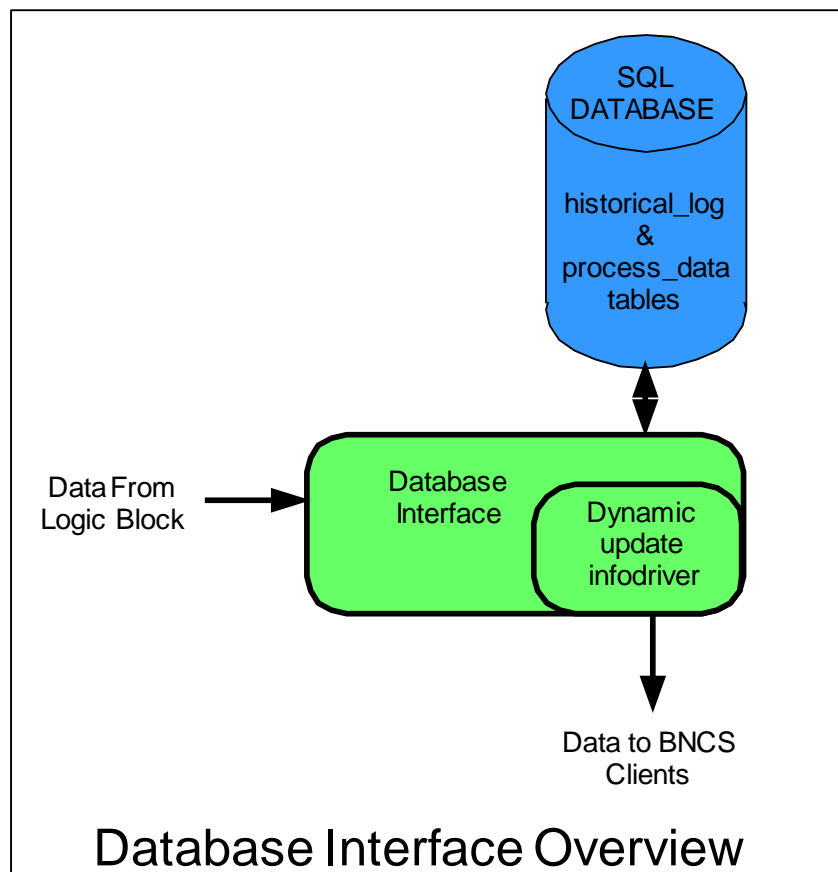 SQL
DATABASE
historical_log
&
process_data
tables
Data From
Logic Block
Database
Interface
Dynamic
update
infodriver
Data to BNCS
Clients
Database Interface Overview